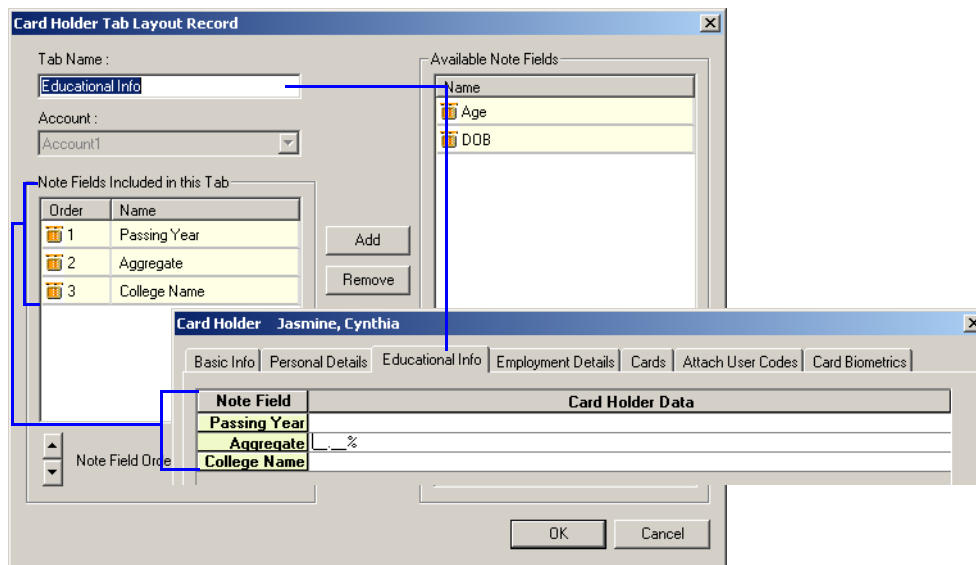 Card Holder Tab Layout Record
Tab Name :
Educational Info
Account :
Account1
Note Fields Included in this Tab
Order Name
1 Passing Year
2 Aggregate
3 College Name
Add
Remove
Available Note Fields
Name
Age
DOB
Card Holder Jasmine, Cynthia
Basic Info Personal Details Educational Info Employment Details Cards Attach User Codes Card Biometrics
Note Field Card Holder Data
Passing Year
Aggregate __.__%
College Name
Note Field Orde
OK Cancel